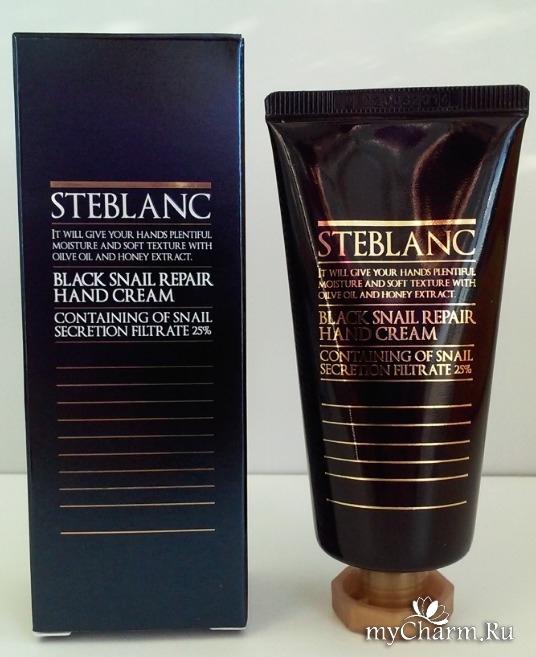 STEBLANC
IT WILL GIVE YOUR HANDS PLENTIFUL
MOISTURE AND SOFT TEXTURE WITH
OILVE OIL AND HONEY EXTRACT.
BLACK SNAIL REPAIR
HAND CREAM
CONTAINING OF SNAIL
SECRETION FILTRATE 25%
STEBLANC
IT WILL GIVE YOUR HANDS PLENTIFUL
MOISTURE AND SOFT TEXTURE WITH
OILVE OIL AND HONEY EXTRACT.
BLACK SNAIL REPAIR
HAND CREAM
CONTAINING OF SNAIL
SECRETION FILTRATE 25%
myCharm.Ru